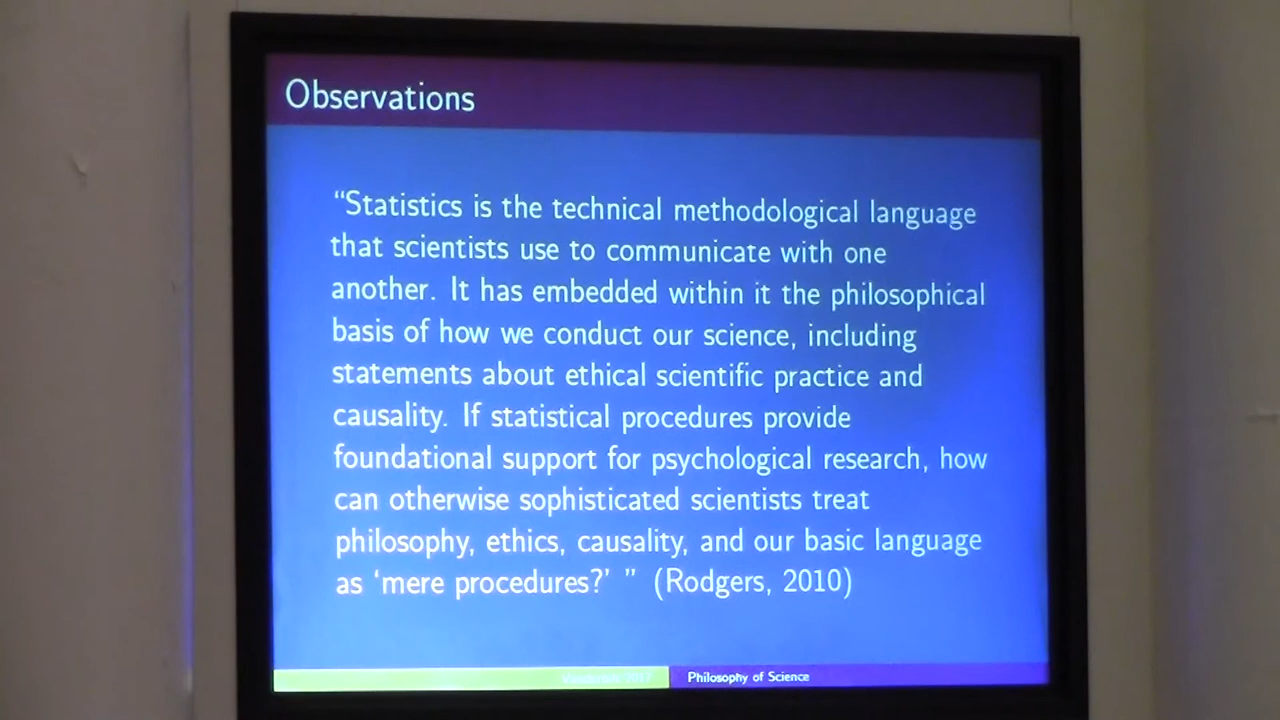 Observations
“Statistics is the technical methodological language
that scientists use to communicate with one
another. It has embedded within it the philosophical
basis of how we conduct our science, including
statements about ethical scientific practice and
causality. If statistical procedures provide
foundational support for psychological research, how
can otherwise sophisticated scientists treat
philosophy, ethics, causality, and our basic language
as ‘mere procedures?’ ” (Rodgers, 2010)
Philosophy of Science